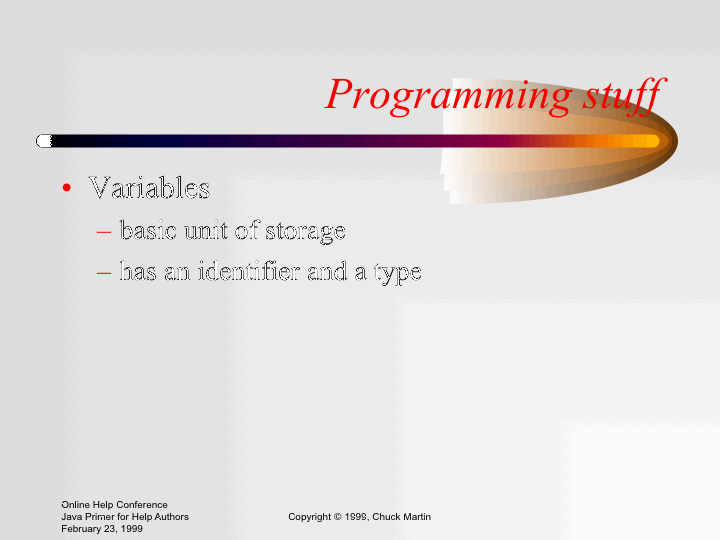 Programming stuff
• Variables
– basic unit of storage
– has an identifier and a type
Online Help Conference
Java Primer for Help Authors
February 23, 1999
Copyright © 1999, Chuck Martin